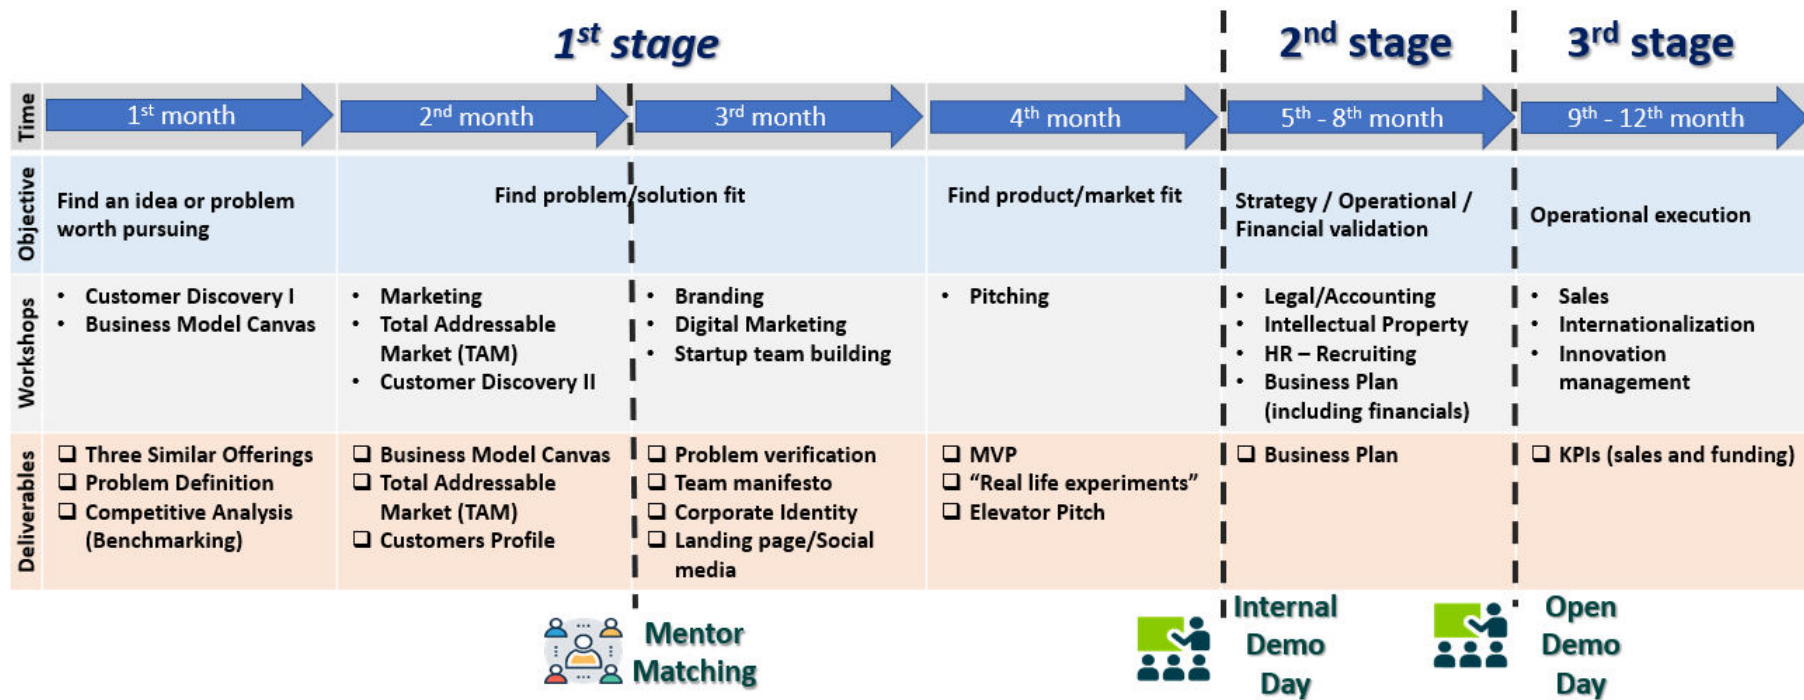 1st stage
2nd stage
3rd stage
Time
1st month
2nd month
3rd month
4th month
5th - 8th month
9th - 12th month
Objective
Find an idea or problem
worth pursuing
Find problem/solution fit
Find product/market fit
Strategy / Operational /
Financial validation
Operational execution
Workshops
• Customer Discovery I
• Business Model Canvas
• Marketing
• Total Addressable
Market (TAM)
• Customer Discovery II
• Branding
• Digital Marketing
• Startup team building
• Pitching
• Legal/Accounting
• Intellectual Property
• HR – Recruiting
• Business Plan
(including financials)
• Sales
• Internationalization
• Innovation
management
Deliverables
❑ Three Similar Offerings
❑ Problem Definition
❑ Competitive Analysis
(Benchmarking)
❑ Business Model Canvas
❑ Total Addressable
Market (TAM)
❑ Customers Profile
❑ Problem verification
❑ Team manifesto
❑ Corporate Identity
❑ Landing page/Social
media
❑ MVP
❑ “Real life experiments”
❑ Elevator Pitch
❑ Business Plan
❑ KPIs (sales and funding)
Mentor
Matching
Internal
Demo
Day
Open
Demo
Day